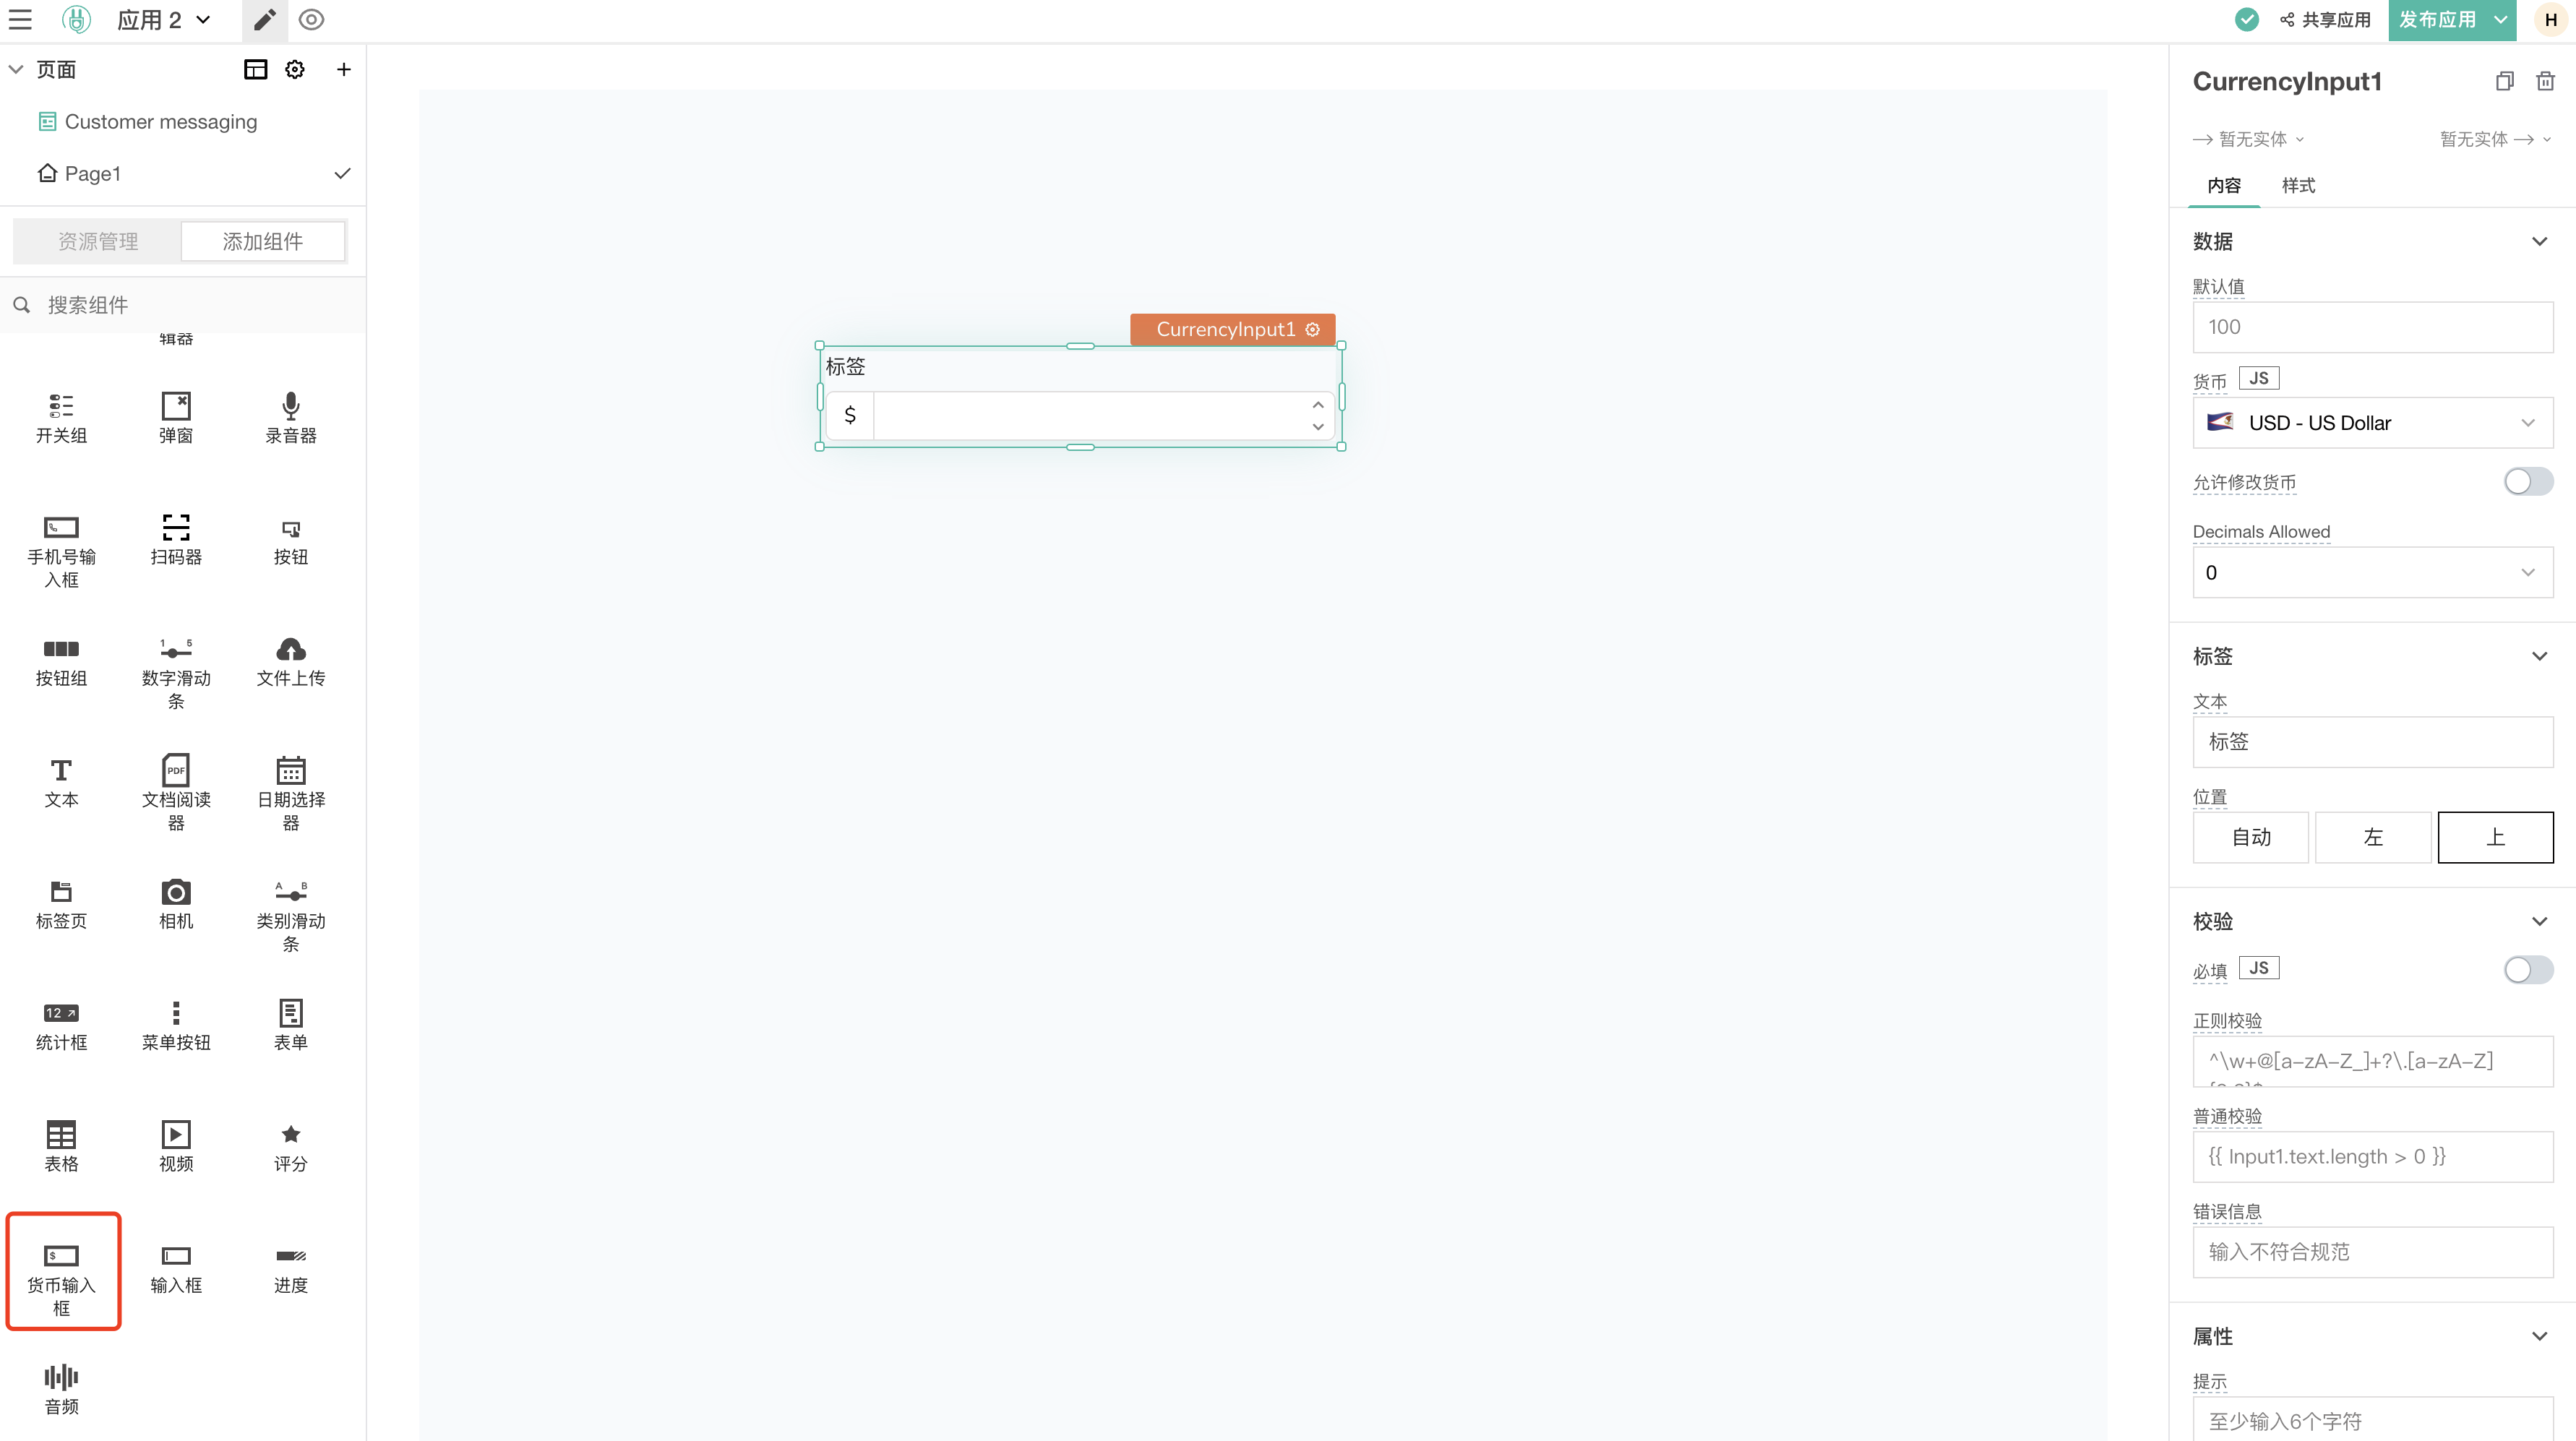 应用 2
共享应用
发布应用
H
页面
Customer messaging
Page1
资源管理
添加组件
搜索组件
辑器
开关组
弹窗
录音器
手机号输
入框
扫码器
按钮
按钮组
1 5
数字滑动
条
文件上传
T
文本
PDF
文档阅读
器
日期选择
器
标签页
相机
A B
类别滑动
条
12
统计框
菜单按钮
表单
表格
视频
评分
$
货币输入
框
输入框
进度
音频
CurrencyInput1
标签
$
CurrencyInput1
暂无实体
暂无实体
内容
样式
数据
默认值
100
货币
JS
USD - US Dollar
允许修改货币
Decimals Allowed
0
标签
文本
标签
位置
自动
左
上
校验
必填
JS
正则校验
^\w+@[a-zA-Z_]+?\.[a-zA-Z]
普通校验
{{ Input1.text.length > 0 }}
错误信息
输入不符合规范
属性
提示
至少输入6个字符